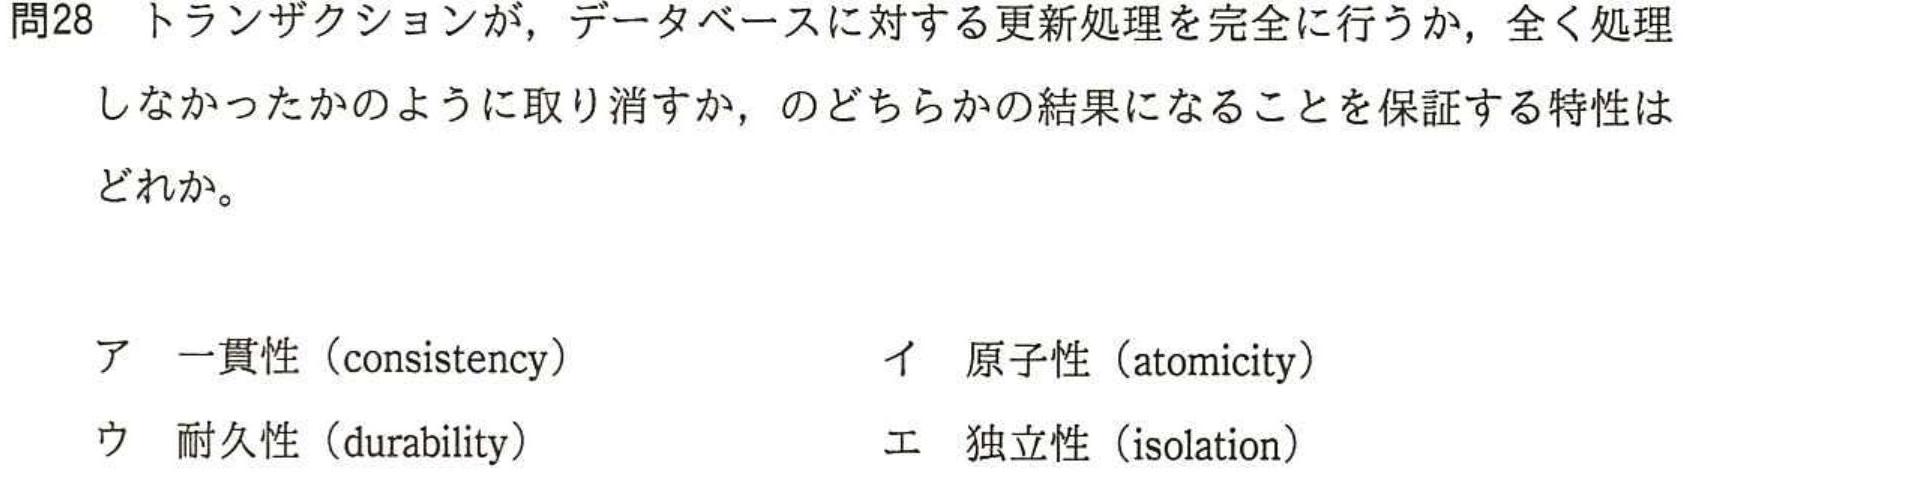 問28　トランザクションが，データベースに対する更新処理を完全に行うか，全く処理
しなかったかのように取り消すか，のどちらかの結果になることを保証する特性は
どれか。
ア　一貫性（consistency）　イ　原子性（atomicity）
ウ　耐久性（durability）　エ　独立性（isolation）